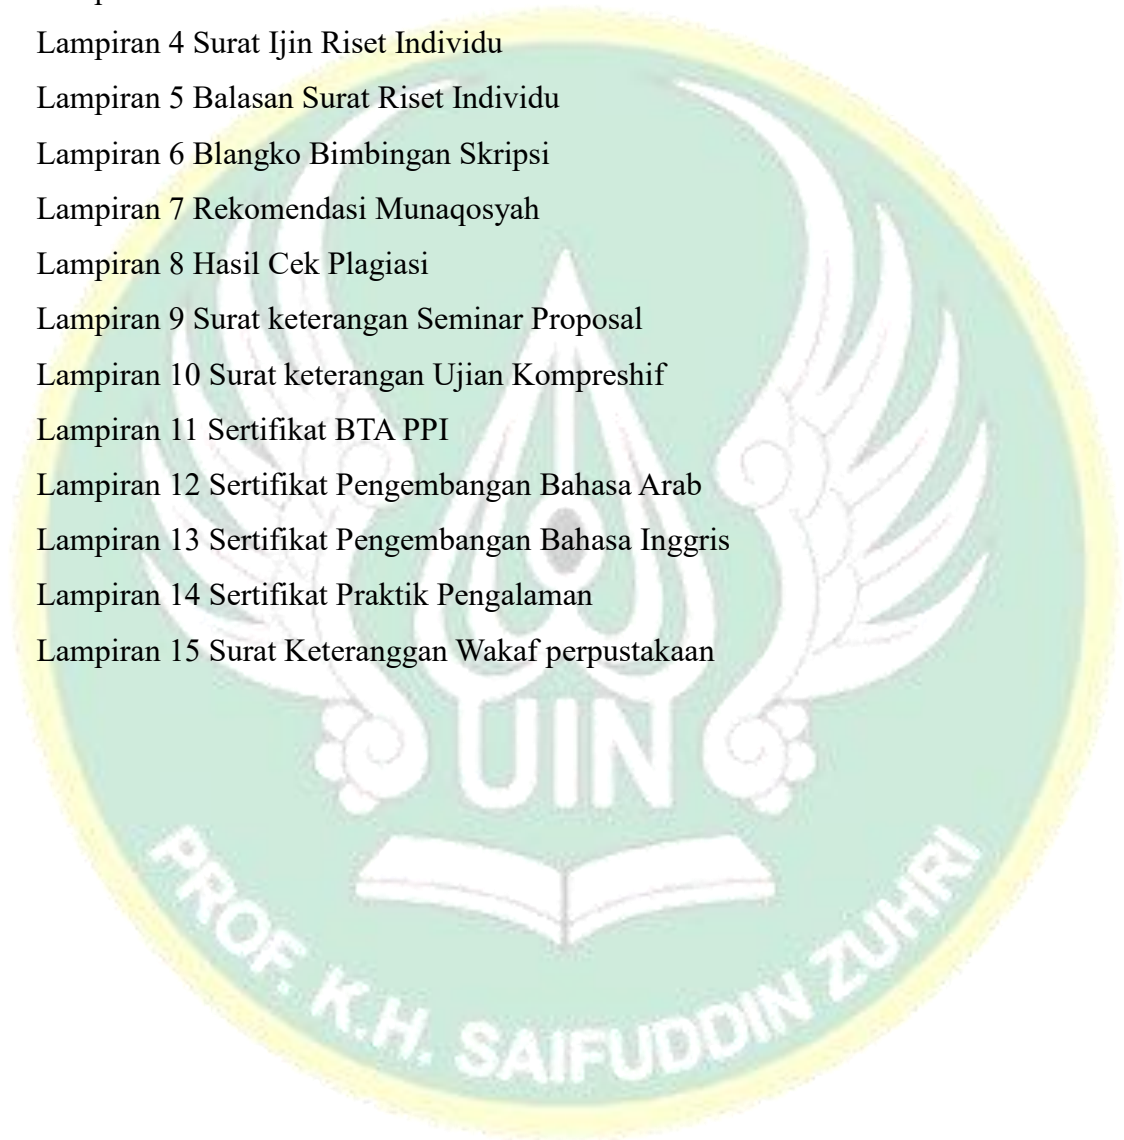 Lampiran 4 Surat Ijin Riset Individu
Lampiran 5 Balasan Surat Riset Individu
Lampiran 6 Blangko Bimbingan Skripsi
Lampiran 7 Rekomendasi Munaqosyah
Lampiran 8 Hasil Cek Plagiasi
Lampiran 9 Surat keterangan Seminar Proposal
Lampiran 10 Surat keterangan Ujian Kompreshif
Lampiran 11 Sertifikat BTA PPI
Lampiran 12 Sertifikat Pengembangan Bahasa Arab
Lampiran 13 Sertifikat Pengembangan Bahasa Inggris
Lampiran 14 Sertifikat Praktik Pengalaman
Lampiran 15 Surat Keteranggan Wakaf perpustakaan
UIN
PROF. K.H. SAIFUDDIN ZUHRI